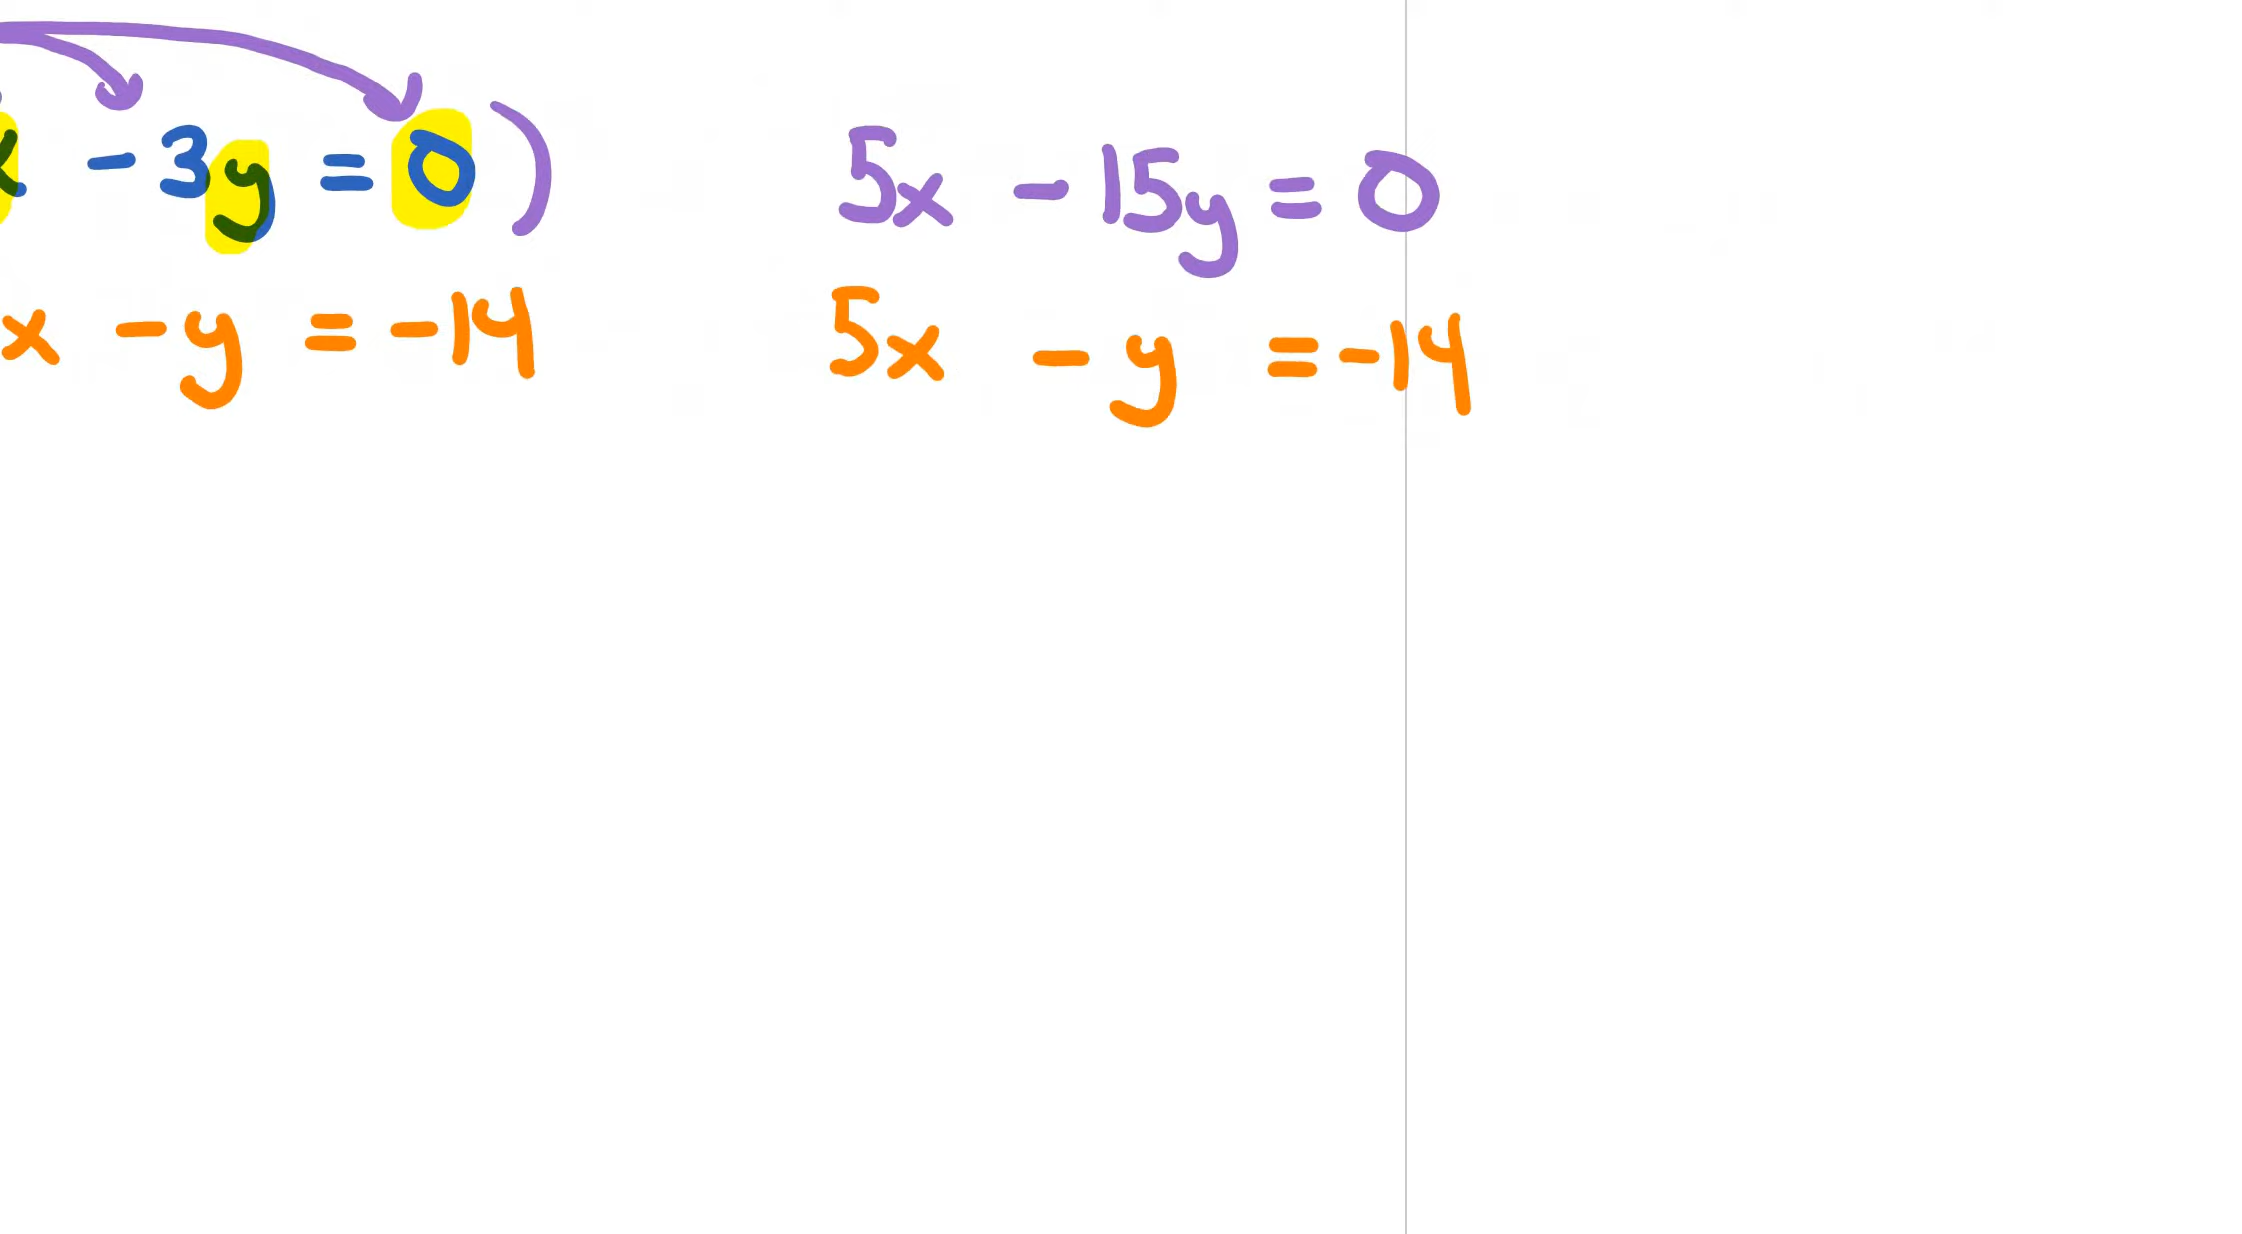 x - 3y = 0)
5x - 15y = 0
x - y = -14
5x - y = -14